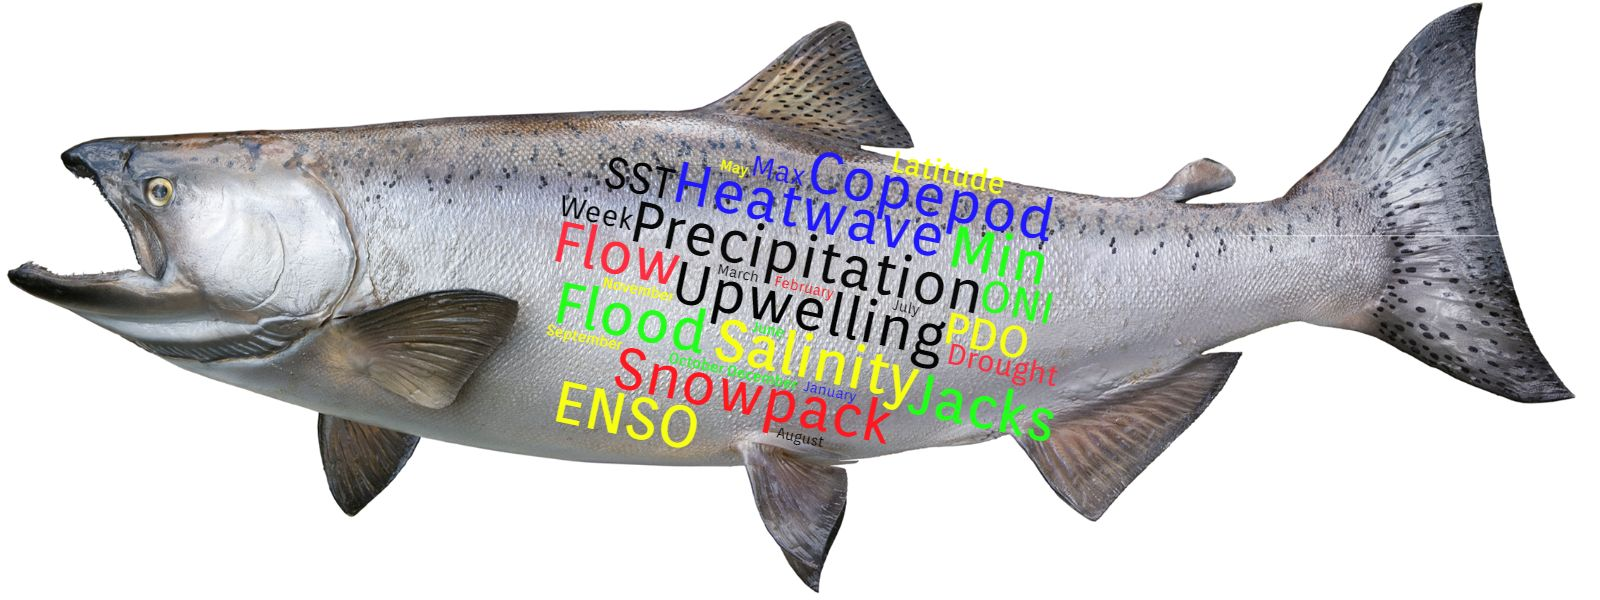 Latitude
May Max Copepod
SST Heatwave
Week Precipitation Min
Flow March February July ONI
November Upwelling PDO
Flood June Drought
September Salinity
October December January
Snowpack Jacks
ENSO August